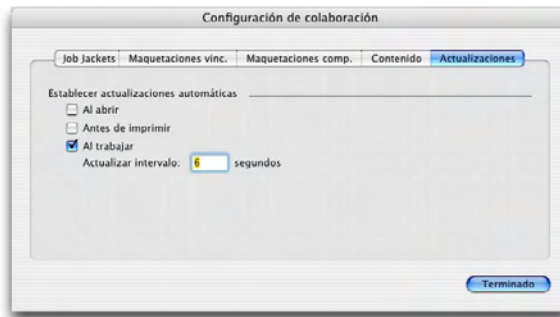 Configuración de colaboración
Job Jackets Maquetaciones vinc. Maquetaciones comp. Contenido Actualizaciones
Establecer actualizaciones automáticas
Al abrir
Antes de imprimir
Al trabajar
Actualizar intervalo: 6 segundos
Terminado